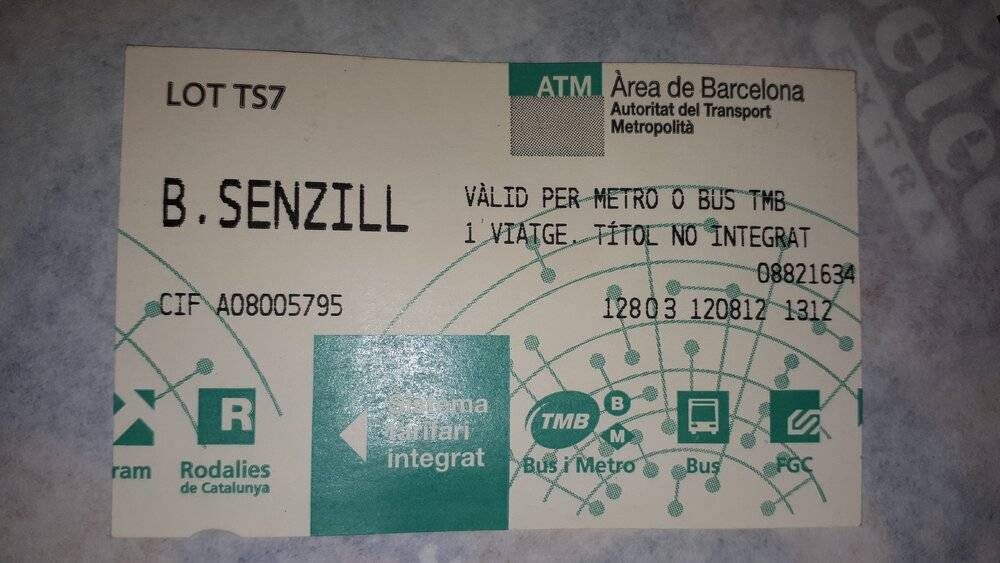 LOT TS7
ATM Àrea de Barcelona
Autoritat del Transport
Metropolità
B.SENZILL
VÀLID PER METRO O BUS TMB
1 VIATGE. TÍTOL NO INTEGRAT
08821634
CIF A08005795
12803 120812 1312
Sistema
tarifari
integrat
R
TMB
B
M
ram
Rodalies
de Catalunya
Bus i Metro
Bus
FGC